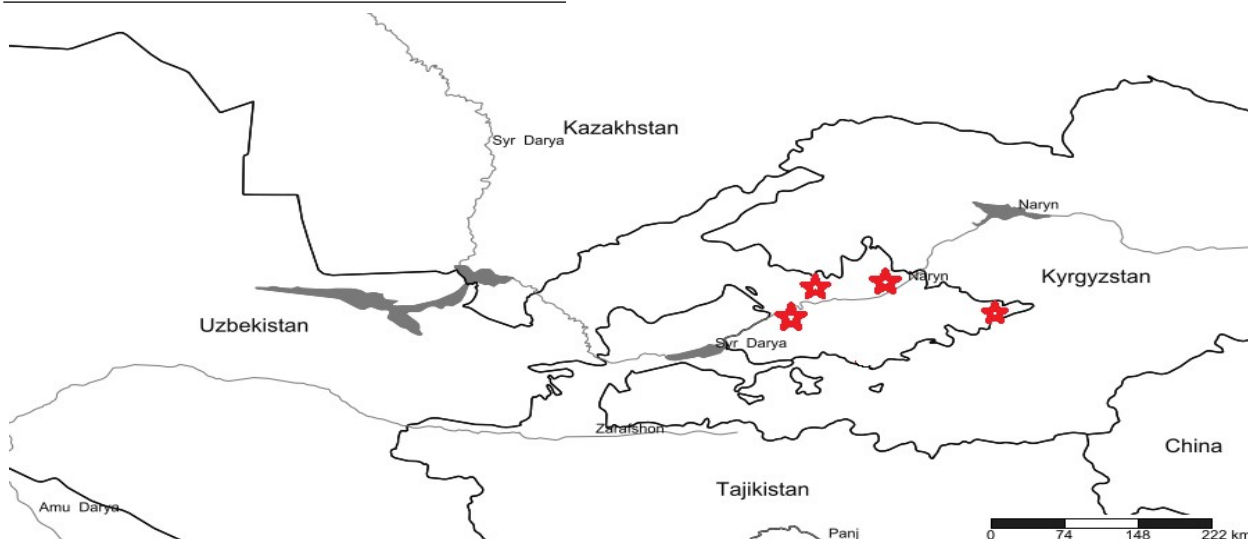 Kazakhstan
Syr Darya
Naryn
Naryn
Kyrgyzstan
Uzbekistan
Syr Darya
Zarafshon
China
Tajikistan
Amu Darya
Panj
0 74 148 222 km